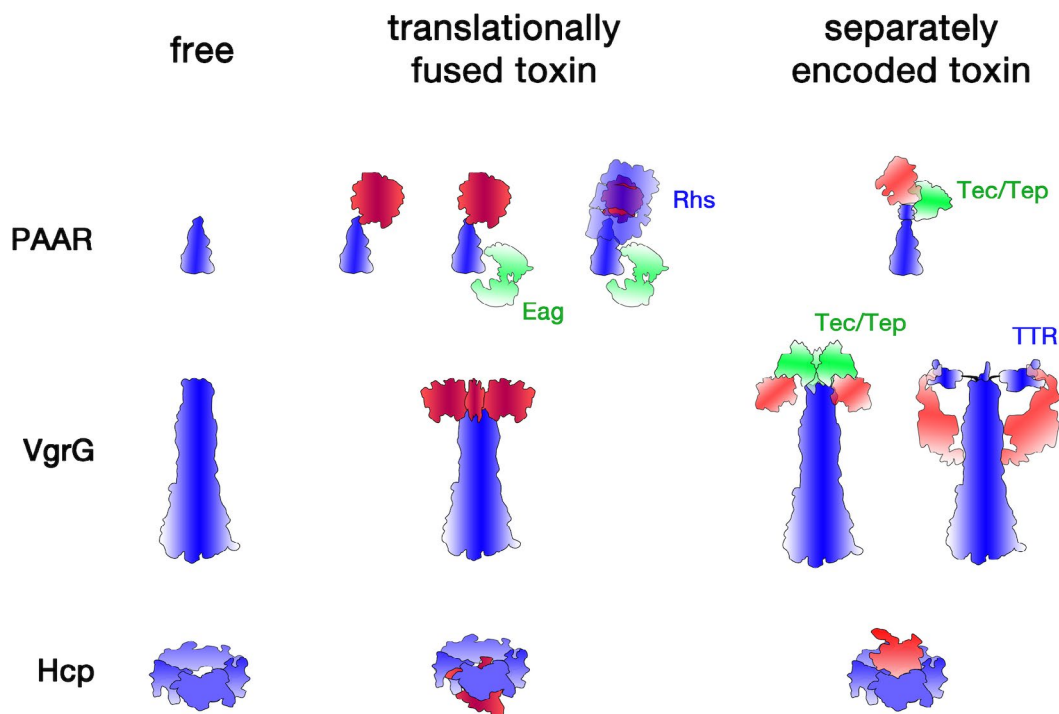 free
translationally
fused toxin
separately
encoded toxin
PAAR
Rhs
Tec/Tep
Eag
VgrG
Tec/Tep
TTR
Hcp